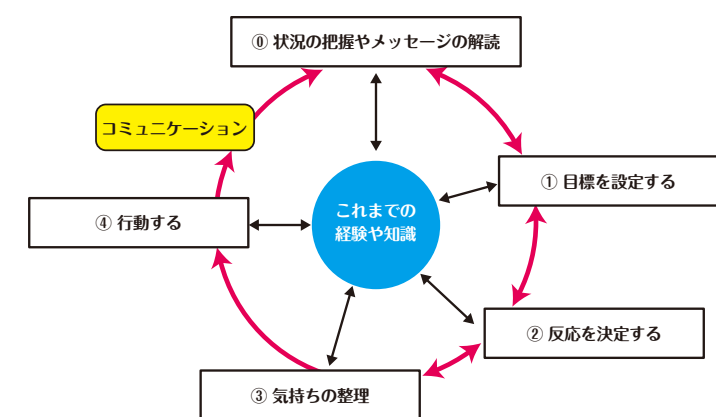 ⓪ 状況の把握やメッセージの解読
コミュニケーション
① 目標を設定する
これまでの
経験や知識
④ 行動する
② 反応を決定する
③ 気持ちの整理